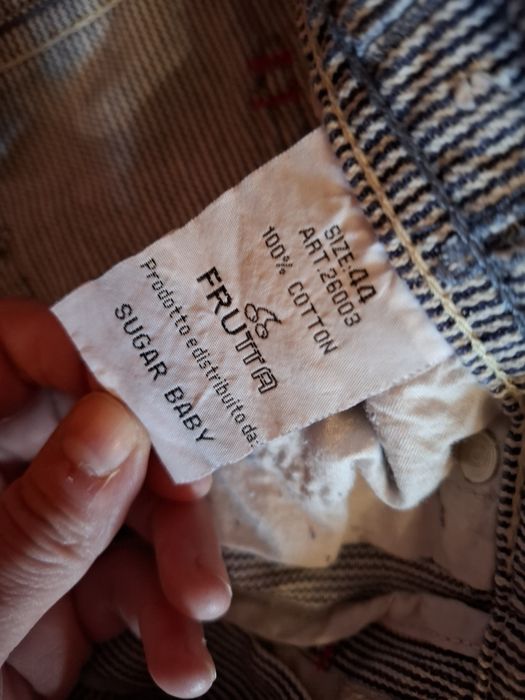 SIZE:44
ART.26003
100% COTTON
FRUTTA
Prodotto e distribuito da:
SUGAR BABY